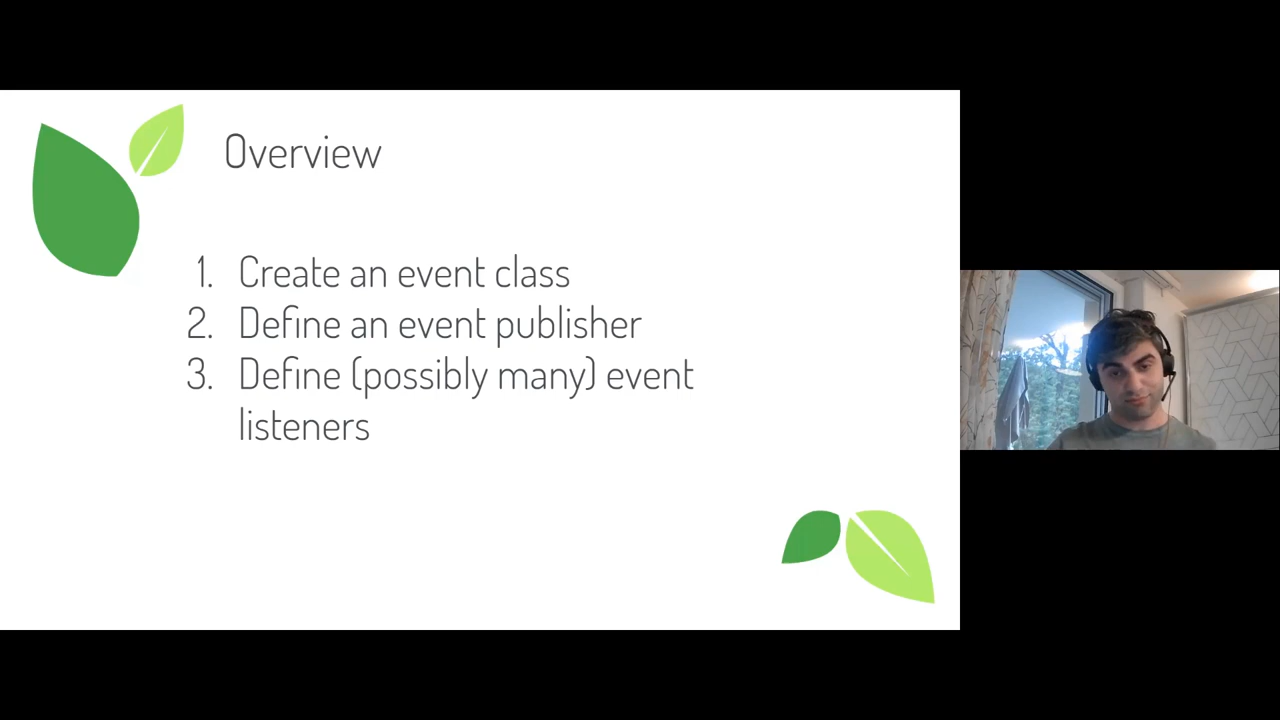 Overview
1. Create an event class
2. Define an event publisher
3. Define (possibly many) event
listeners